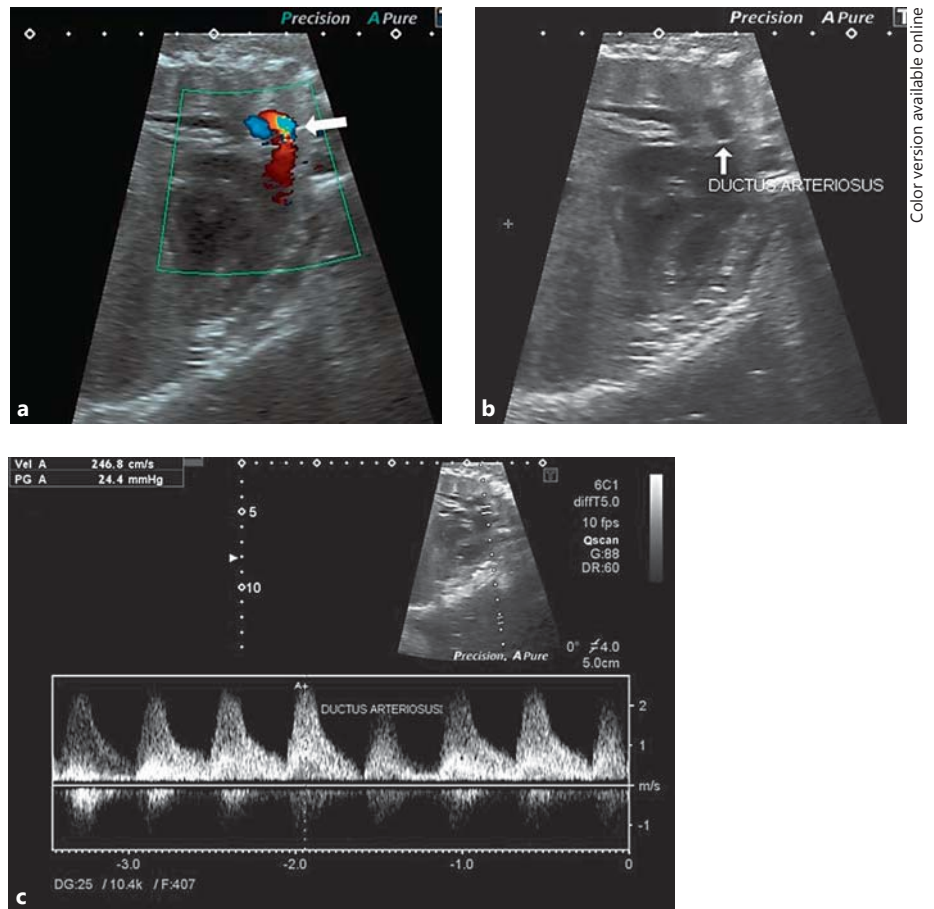 Precision A Pure
a
Precision A Pure T
DUCTUS ARTERIOSUS
b
Color version available online
Vel A 246.8 cm/s
PG A 24.4 mmHg
5
10
6C1
diffT5.0
10 fps
Qscan
G:88
DR:60
0° 4.0
5.0cm
Precision, A Pure
A+
DUCTUS ARTERIOSUS
2
1
m/s
-1
-3.0 -2.0 -1.0 0
DG:25 / 10.4k / F:407
c